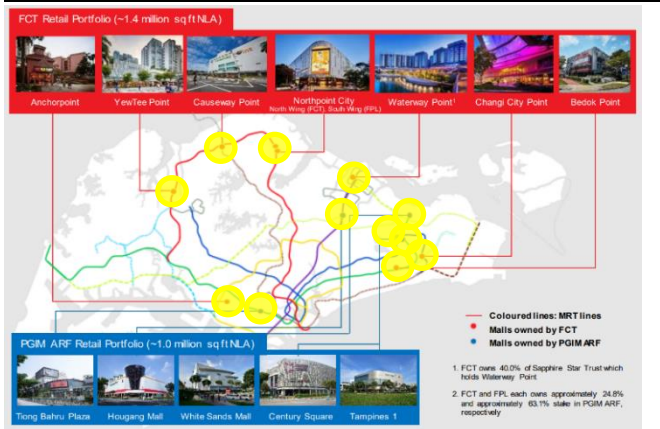 FCT Retail Portfolio (~1.4 million sq ft NLA)
Anchorpoint
YewTee Point
Causeway Point
Northpoint City
North Wing (FCT), South Wing (FPL)
Waterway Point¹
Changi City Point
Bedok Point
Coloured lines: MRT lines
Malls owned by FCT
Malls owned by PGIM ARF
PGIM ARF Retail Portfolio (~1.0 million sq ft NLA)
Tiong Bahru Plaza
Hougang Mall
White Sands Mall
Century Square
Tampines 1
1. FCT owns 40.0% of Sapphire Star Trust which
holds Waterway Point
2. FCT and FPL each owns approximately 24.8%
and approximately 63.1% stake in PGIM ARF,
respectively